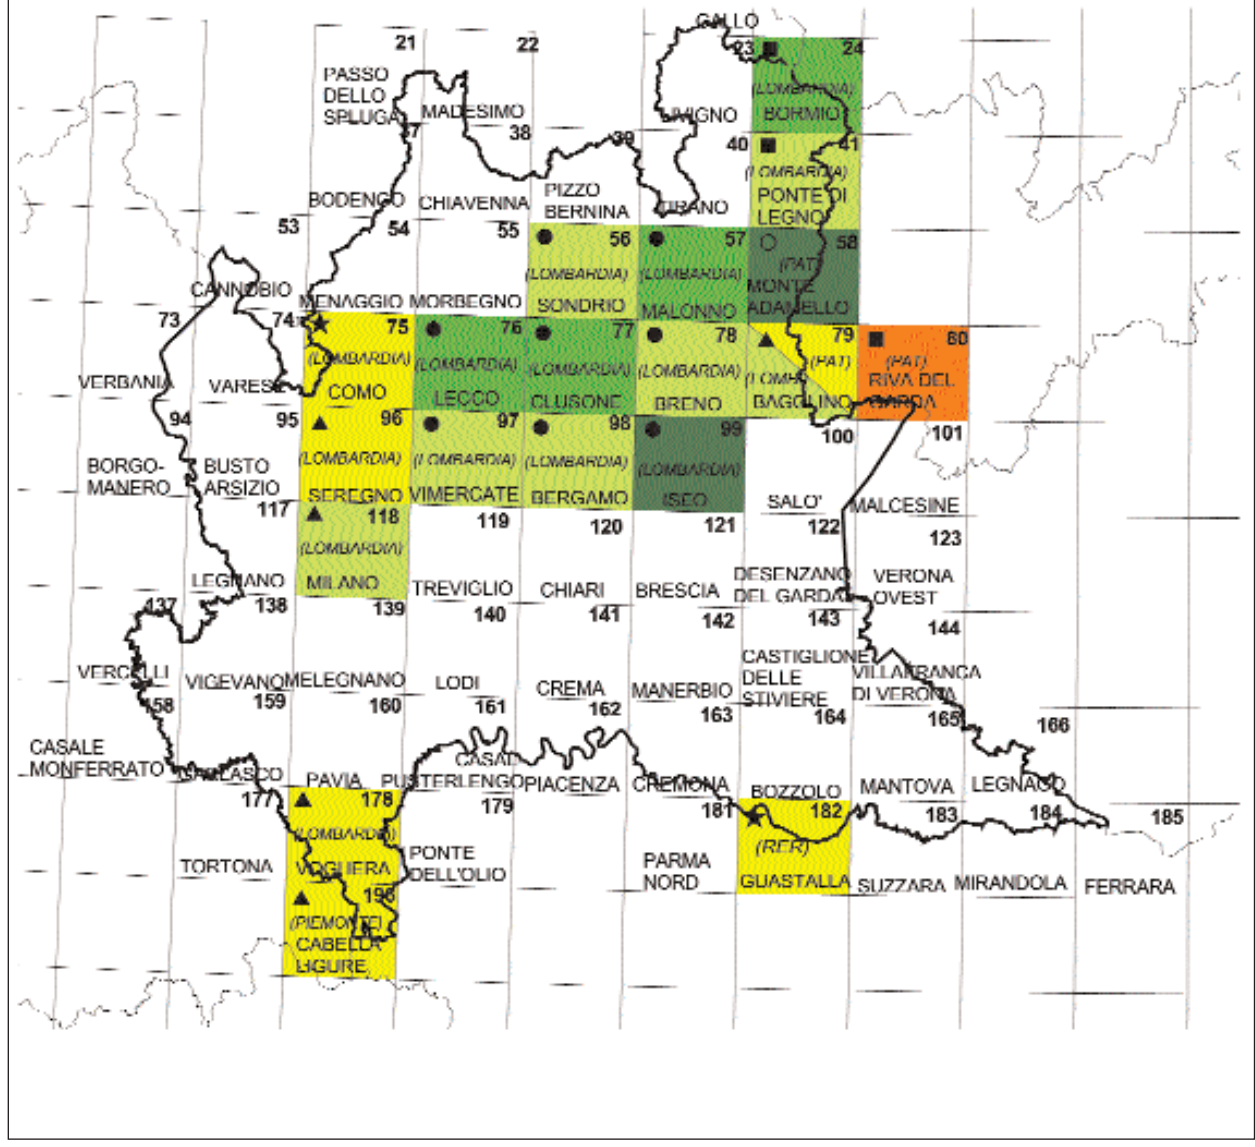 GALLO
21
22
23
24
PASSO
DELLO
SPLUGA
MADESIMO
LIVIGNO
(LOMBARDIA)
BORMIO
37
38
39
40
41
BODENGO
CHIAVENNA
PIZZO
BERNINA
TIRANO
(LOMBARDIA)
PONTE DI
LEGNO
53
54
55
56
57
58
CANNOBIO
MENAGGIO
MORBEGNO
(LOMBARDIA)
SONDRIO
(LOMBARDIA)
MALONNO
(PAT)
MONTE
ADAMELLO
73
74
75
76
77
78
79
80
VERBANIA
VARESE
(LOMBARDIA)
COMO
(LOMBARDIA)
LECCO
(LOMBARDIA)
CLUSONE
(LOMBARDIA)
BRENO
(PAT)
BAGOLINO
(PAT)
RIVA DEL
GARDA
94
95
96
97
98
99
100
101
BORGO-
MANERO
BUSTO
ARSIZIO
(LOMBARDIA)
SEREGNO
(LOMBARDIA)
VIMERCATE
(LOMBARDIA)
BERGAMO
(LOMBARDIA)
ISEO
SALO'
MALCESINE
117
118
119
120
121
122
123
LEGNANO
(LOMBARDIA)
MILANO
TREVIGLIO
CHIARI
BRESCIA
DESENZANO
DEL GARDA
VERONA
OVEST
137
138
139
140
141
142
143
144
VERCELLI
VIGEVANO
MELEGNANO
LODI
CREMA
MANERBIO
CASTIGLIONE
DELLE
STIVIERE
VILLAFRANCA
DI VERONA
158
159
160
161
162
163
164
165
166
CASALE
MONFERRATO
GARLASCO
PAVIA
CASAL
PUSTERLENGO
PIACENZA
CREMONA
BOZZOLO
MANTOVA
LEGNAGO
177
178
179
181
182
183
184
185
TORTONA
(LOMBARDIA)
VOGHERA
PONTE
DELL'OLIO
PARMA
NORD
(RER)
GUASTALLA
SUZZARA
MIRANDOLA
FERRARA
196
(PIEMONTE)
CABELLA
LIGURE